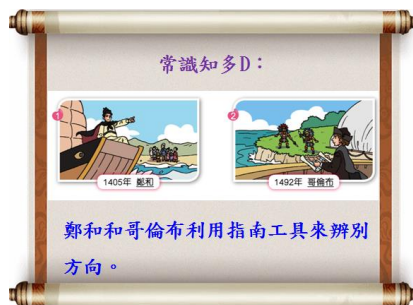 常識知多D：
1
2
1405年 鄭和
1492年 哥倫布
鄭和和哥倫布利用指南工具來辨別
方向。